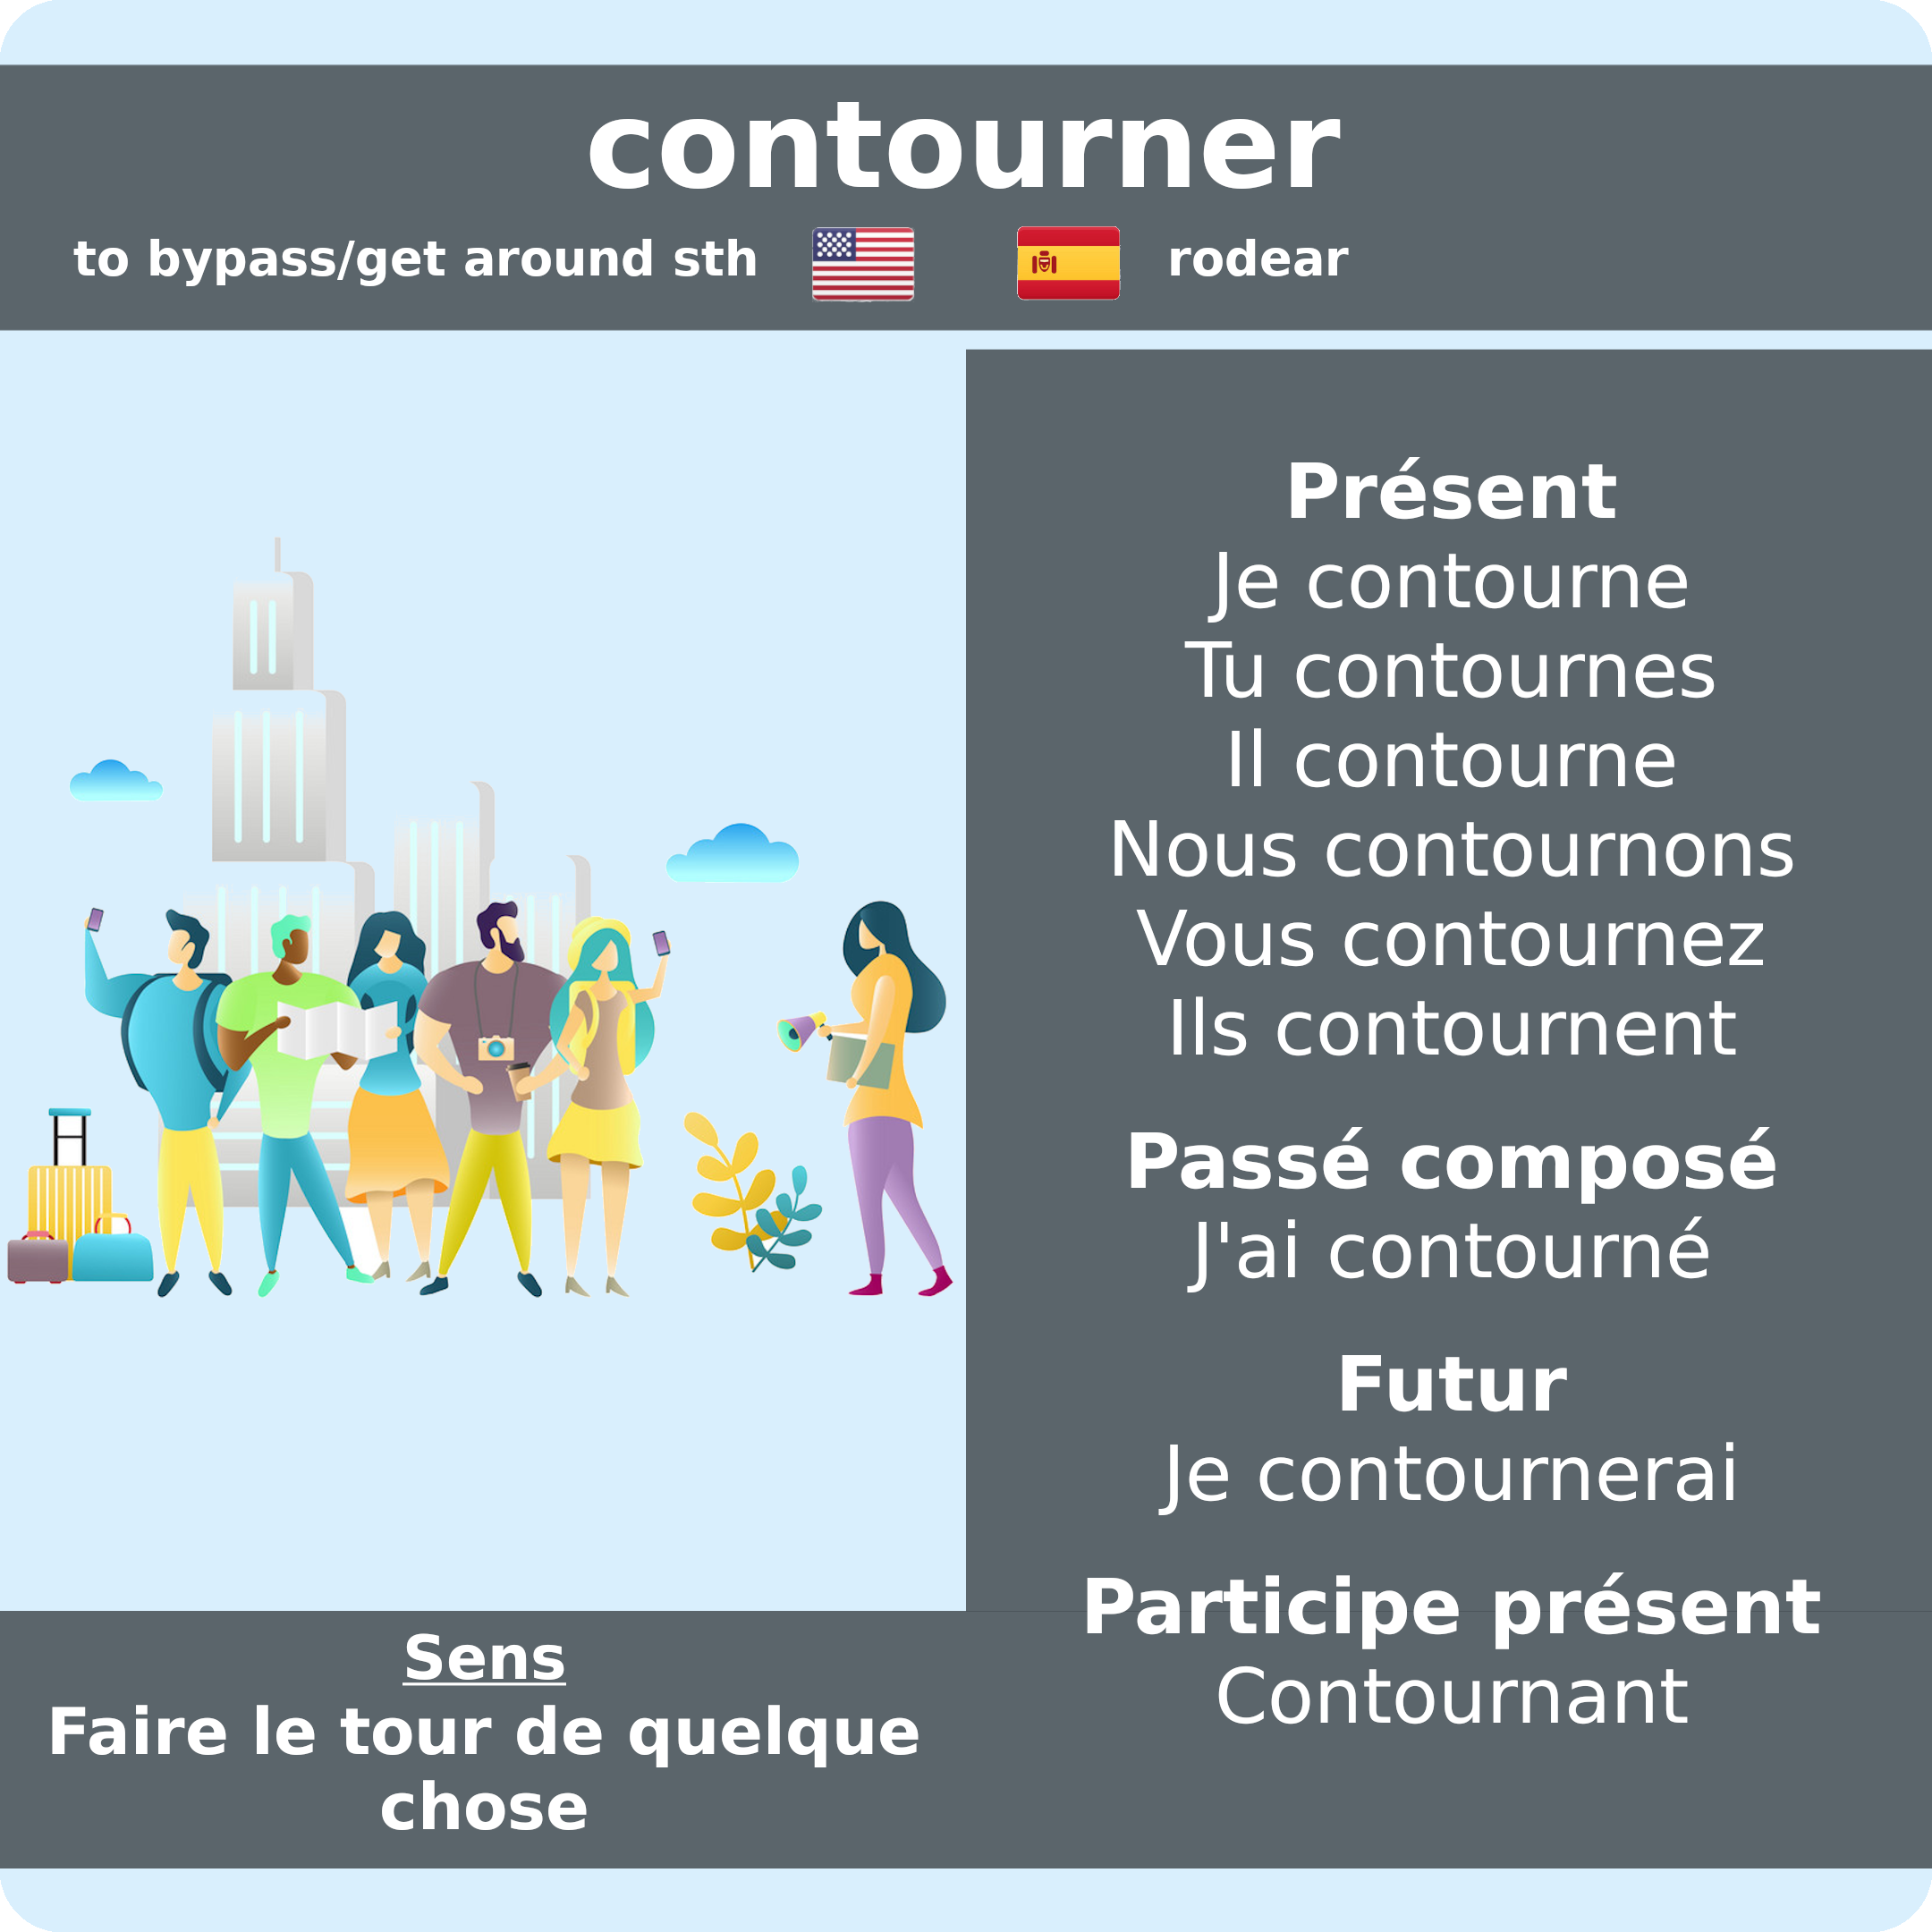 contourner
to bypass/get around sth
rodear
Présent
Je contourne
Tu contournes
Il contourne
Nous contournons
Vous contournez
Ils contournent
Passé composé
J'ai contourné
Futur
Je contournerai
Participe présent
Contournant
Sens
Faire le tour de quelque
chose